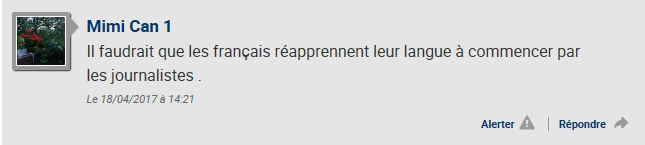 Mimi Can 1
Il faudrait que les français réapprennent leur langue à commencer par
les journalistes .
Le 18/04/2017 à 14:21
Alerter | Répondre